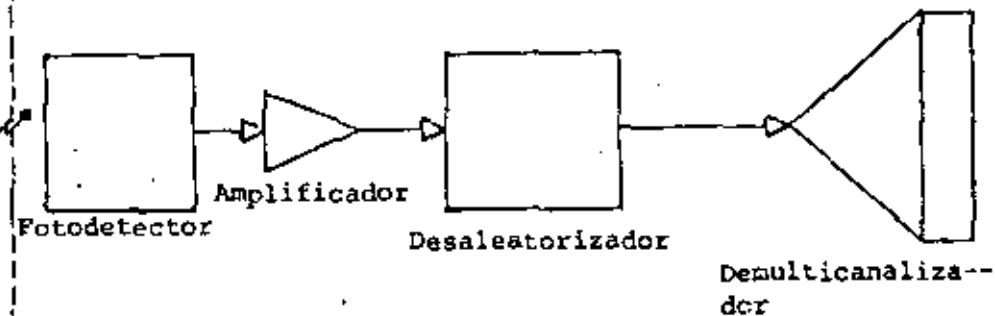 Fotodetector
Amplificador
Desaleatorizador
Demulticanaliza--
dor